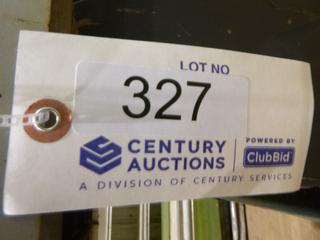 LOT NO
327
CENTURY AUCTIONS
POWERED BY
ClubBid
A DIVISION OF CENTURY SERVICES